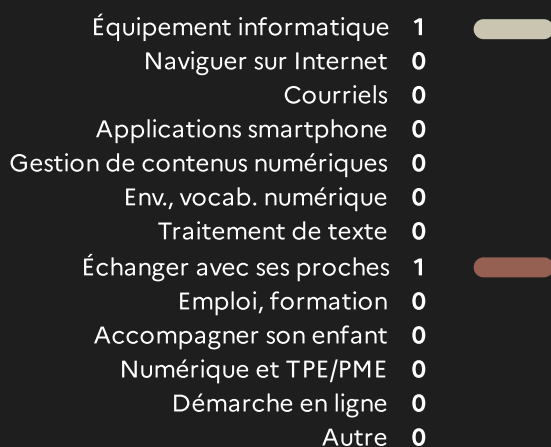 Équipement informatique 1
Naviguer sur Internet 0
Courriels 0
Applications smartphone 0
Gestion de contenus numériques 0
Env., vocab. numérique 0
Traitement de texte 0
Échanger avec ses proches 1
Emploi, formation 0
Accompagner son enfant 0
Numérique et TPE/PME 0
Démarche en ligne 0
Autre 0